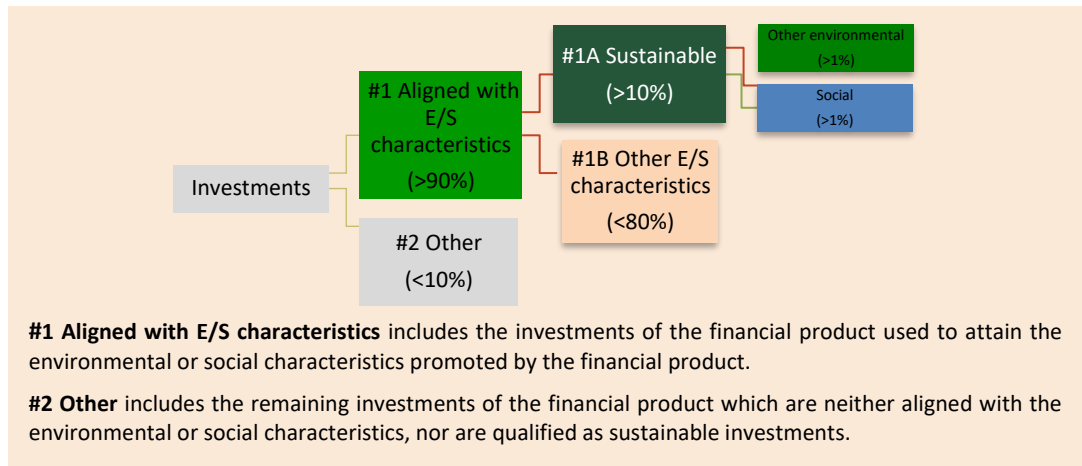 Other environmental
(>1%)
#1A Sustainable
(>10%)
Social
(>1%)
#1 Aligned with
E/S
characteristics
(>90%)
#1B Other E/S
characteristics
(<80%)
Investments
#2 Other
(<10%)
#1 Aligned with E/S characteristics includes the investments of the financial product used to attain the
environmental or social characteristics promoted by the financial product.
#2 Other includes the remaining investments of the financial product which are neither aligned with the
environmental or social characteristics, nor are qualified as sustainable investments.